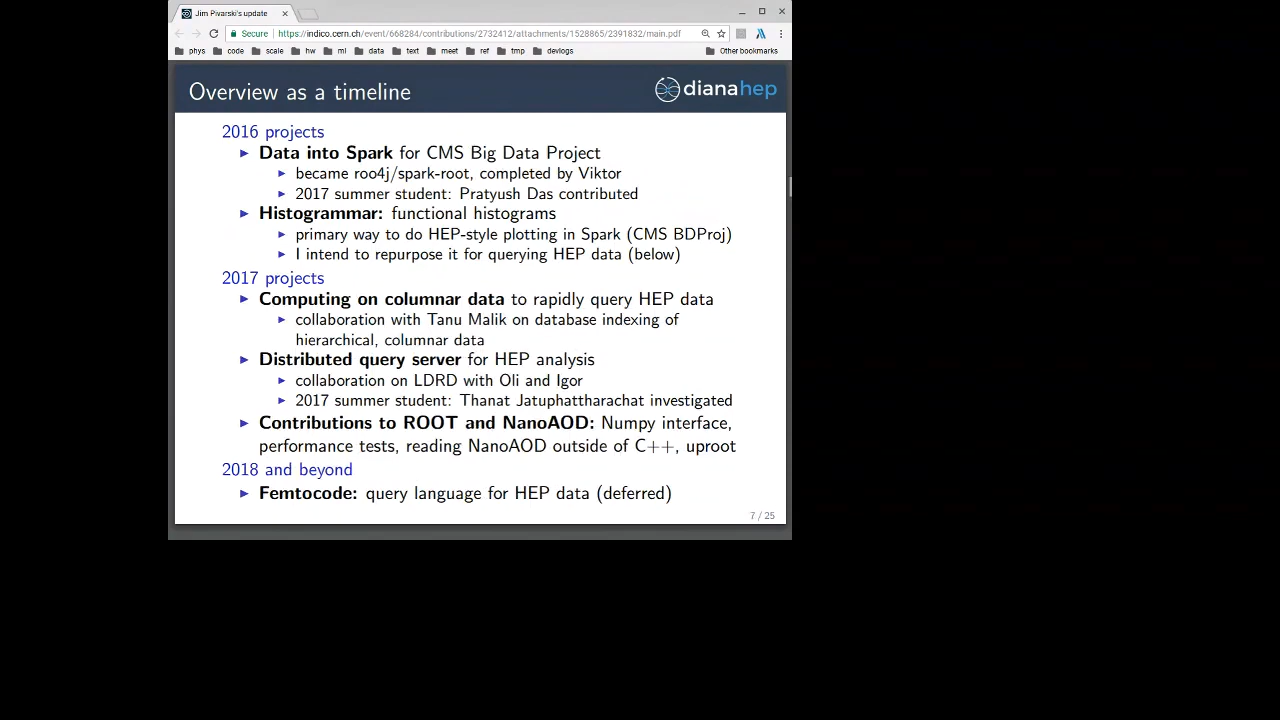 Jim Pivarski's update
Secure https://indico.cern.ch/event/668284/contributions/2732412/attachments/1528865/2391832/main.pdf
phys code scale hw ml data text meet ref tmp devlogs Other bookmarks
Overview as a timeline
dianahep
2016 projects
► Data into Spark for CMS Big Data Project
► became roo4j/spark-root, completed by Viktor
► 2017 summer student: Pratyush Das contributed
► Histogrammar: functional histograms
► primary way to do HEP-style plotting in Spark (CMS BDProj)
► I intend to repurpose it for querying HEP data (below)
2017 projects
► Computing on columnar data to rapidly query HEP data
► collaboration with Tanu Malik on database indexing of
hierarchical, columnar data
► Distributed query server for HEP analysis
► collaboration on LDRD with Oli and Igor
► 2017 summer student: Thanat Jatuphattharachat investigated
► Contributions to ROOT and NanoAOD: Numpy interface,
performance tests, reading NanoAOD outside of C++, uproot
2018 and beyond
► Femtocode: query language for HEP data (deferred)
7 / 25